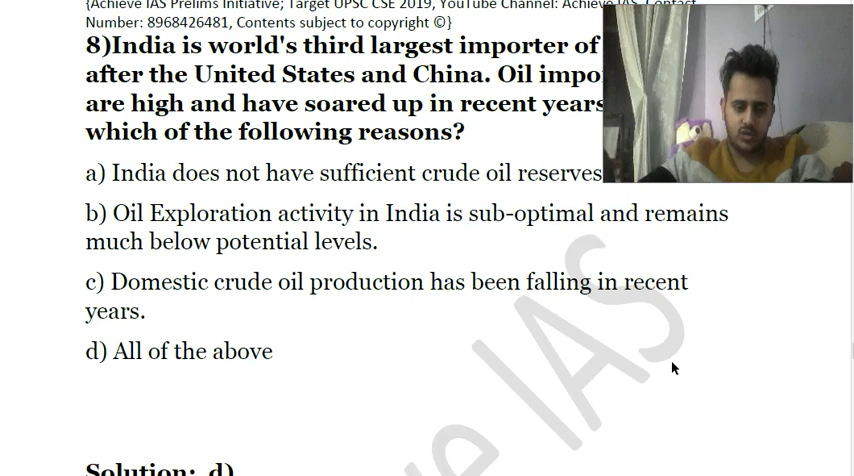 {Achieve IAS Prelims Initiative; Target UPSC CSE 2019, YouTube Channel: Achieve IAS, Contact
Number: 8968426481, Contents subject to copyright ©}
8)India is world's third largest importer of
after the United States and China. Oil impo
are high and have soared up in recent years
which of the following reasons?
a) India does not have sufficient crude oil reserves
b) Oil Exploration activity in India is sub-optimal and remains
much below potential levels.
c) Domestic crude oil production has been falling in recent
years.
d) All of the above
Solution: d)
e IAS